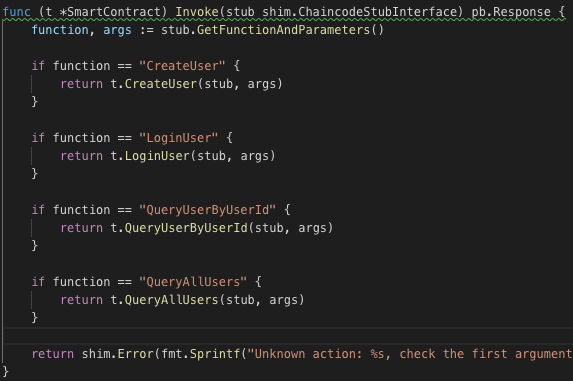 func (t *SmartContract) Invoke(stub shim.ChaincodeStubInterface) pb.Response {
    function, args := stub.GetFunctionAndParameters()
    if function == "CreateUser" {
        return t.CreateUser(stub, args)
    }
    if function == "LoginUser" {
        return t.LoginUser(stub, args)
    }
    if function == "QueryUserByUserId" {
        return t.QueryUserByUserId(stub, args)
    }
    if function == "QueryAllUsers" {
        return t.QueryAllUsers(stub, args)
    }
    return shim.Error(fmt.Sprintf("Unknown action: %s, check the first argument
}